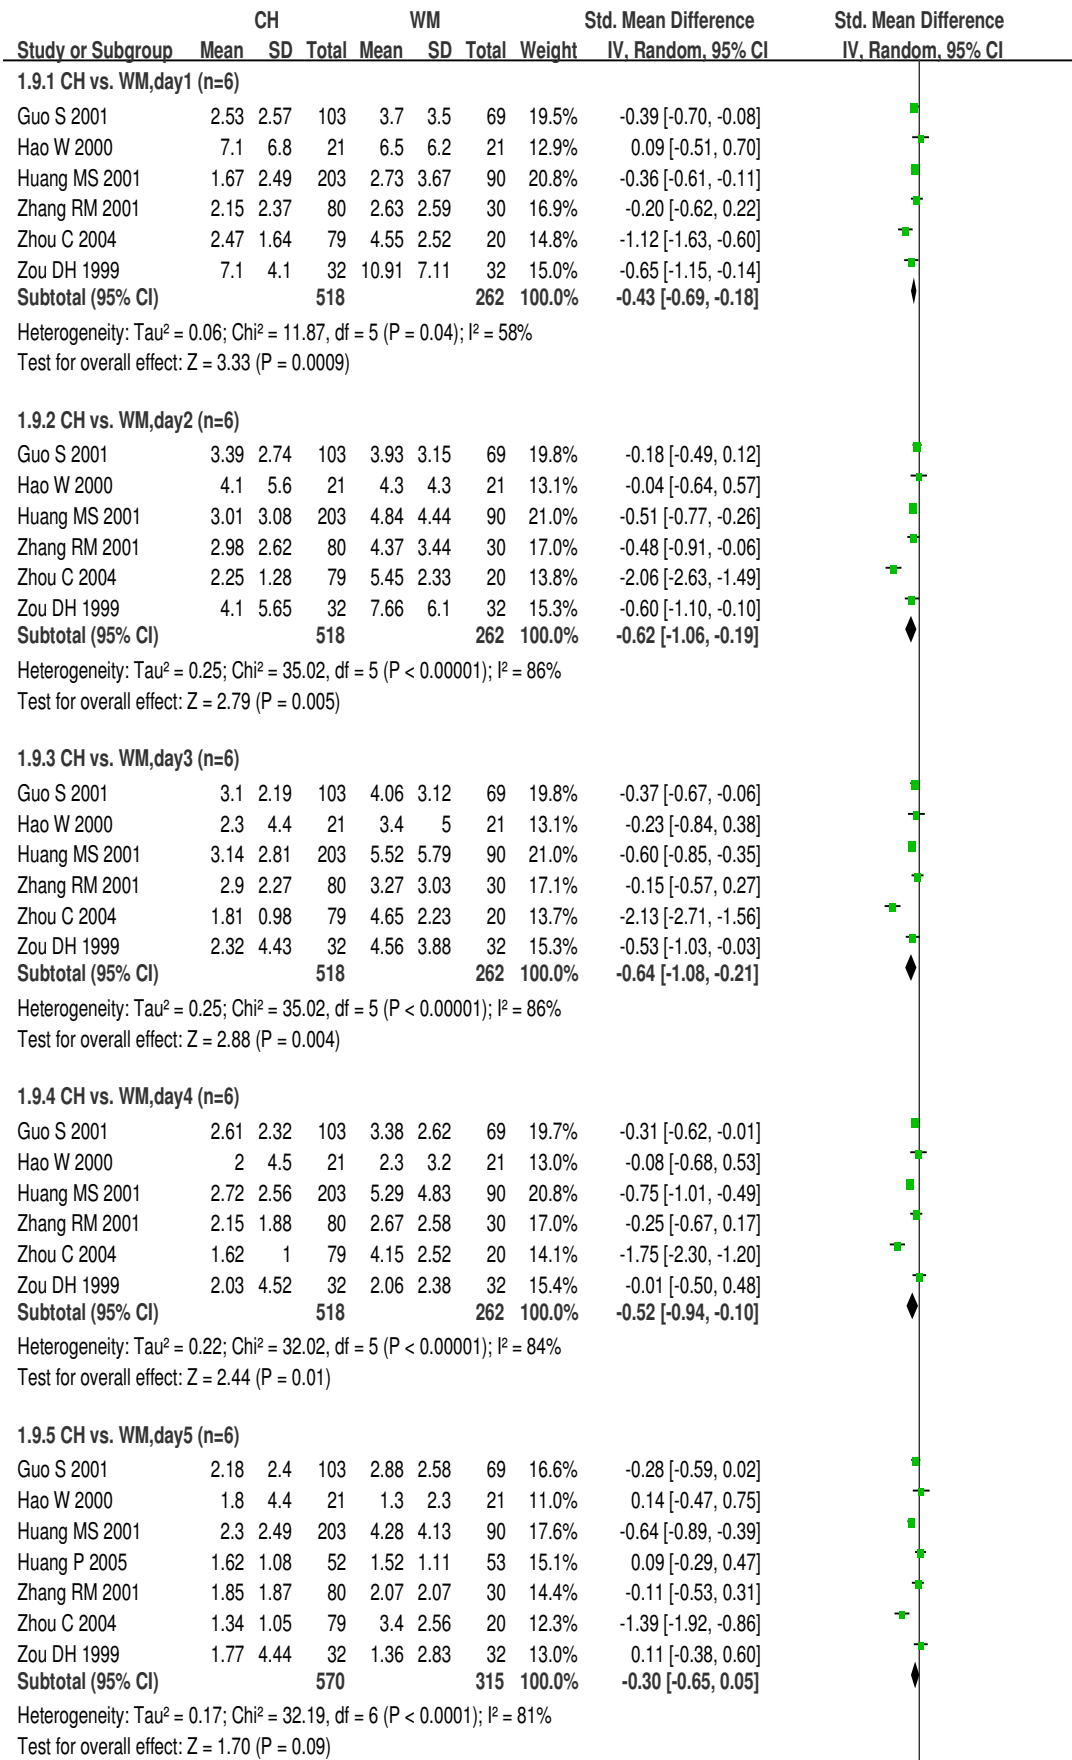 CH WM Std. Mean Difference Std. Mean Difference
Study or Subgroup Mean SD Total Mean SD Total Weight IV, Random, 95% CI IV, Random, 95% CI
1.9.1 CH vs. WM,day1 (n=6)
Guo S 2001 2.53 2.57 103 3.7 3.5 69 19.5% -0.39 [-0.70, -0.08]
Hao W 2000 7.1 6.8 21 6.5 6.2 21 12.9% 0.09 [-0.51, 0.70]
Huang MS 2001 1.67 2.49 203 2.73 3.67 90 20.8% -0.36 [-0.61, -0.11]
Zhang RM 2001 2.15 2.37 80 2.63 2.59 30 16.9% -0.20 [-0.62, 0.22]
Zhou C 2004 2.47 1.64 79 4.55 2.52 20 14.8% -1.12 [-1.63, -0.60]
Zou DH 1999 7.1 4.1 32 10.91 7.11 32 15.0% -0.65 [-1.15, -0.14]
Subtotal (95% CI) 518 262 100.0% -0.43 [-0.69, -0.18]
Heterogeneity: Tau² = 0.06; Chi² = 11.87, df = 5 (P = 0.04); I² = 58%
Test for overall effect: Z = 3.33 (P = 0.0009)
1.9.2 CH vs. WM,day2 (n=6)
Guo S 2001 3.39 2.74 103 3.93 3.15 69 19.8% -0.18 [-0.49, 0.12]
Hao W 2000 4.1 5.6 21 4.3 4.3 21 13.1% -0.04 [-0.64, 0.57]
Huang MS 2001 3.01 3.08 203 4.84 4.44 90 21.0% -0.51 [-0.77, -0.26]
Zhang RM 2001 2.98 2.62 80 4.37 3.44 30 17.0% -0.48 [-0.91, -0.06]
Zhou C 2004 2.25 1.28 79 5.45 2.33 20 13.8% -2.06 [-2.63, -1.49]
Zou DH 1999 4.1 5.65 32 7.66 6.1 32 15.3% -0.60 [-1.10, -0.10]
Subtotal (95% CI) 518 262 100.0% -0.62 [-1.06, -0.19]
Heterogeneity: Tau² = 0.25; Chi² = 35.02, df = 5 (P < 0.00001); I² = 86%
Test for overall effect: Z = 2.79 (P = 0.005)
1.9.3 CH vs. WM,day3 (n=6)
Guo S 2001 3.1 2.19 103 4.06 3.12 69 19.8% -0.37 [-0.67, -0.06]
Hao W 2000 2.3 4.4 21 3.4 5 21 13.1% -0.23 [-0.84, 0.38]
Huang MS 2001 3.14 2.81 203 5.52 5.79 90 21.0% -0.60 [-0.85, -0.35]
Zhang RM 2001 2.9 2.27 80 3.27 3.03 30 17.1% -0.15 [-0.57, 0.27]
Zhou C 2004 1.81 0.98 79 4.65 2.23 20 13.7% -2.13 [-2.71, -1.56]
Zou DH 1999 2.32 4.43 32 4.56 3.88 32 15.3% -0.53 [-1.03, -0.03]
Subtotal (95% CI) 518 262 100.0% -0.64 [-1.08, -0.21]
Heterogeneity: Tau² = 0.25; Chi² = 35.02, df = 5 (P < 0.00001); I² = 86%
Test for overall effect: Z = 2.88 (P = 0.004)
1.9.4 CH vs. WM,day4 (n=6)
Guo S 2001 2.61 2.32 103 3.38 2.62 69 19.7% -0.31 [-0.62, -0.01]
Hao W 2000 2 4.5 21 2.3 3.2 21 13.0% -0.08 [-0.68, 0.53]
Huang MS 2001 2.72 2.56 203 5.29 4.83 90 20.8% -0.75 [-1.01, -0.49]
Zhang RM 2001 2.15 1.88 80 2.67 2.58 30 17.0% -0.25 [-0.67, 0.17]
Zhou C 2004 1.62 1 79 4.15 2.52 20 14.1% -1.75 [-2.30, -1.20]
Zou DH 1999 2.03 4.52 32 2.06 2.38 32 15.4% -0.01 [-0.50, 0.48]
Subtotal (95% CI) 518 262 100.0% -0.52 [-0.94, -0.10]
Heterogeneity: Tau² = 0.22; Chi² = 32.02, df = 5 (P < 0.00001); I² = 84%
Test for overall effect: Z = 2.44 (P = 0.01)
1.9.5 CH vs. WM,day5 (n=6)
Guo S 2001 2.18 2.4 103 2.88 2.58 69 16.6% -0.28 [-0.59, 0.02]
Hao W 2000 1.8 4.4 21 1.3 2.3 21 11.0% 0.14 [-0.47, 0.75]
Huang MS 2001 2.3 2.49 203 4.28 4.13 90 17.6% -0.64 [-0.89, -0.39]
Huang P 2005 1.62 1.08 52 1.52 1.11 53 15.1% 0.09 [-0.29, 0.47]
Zhang RM 2001 1.85 1.87 80 2.07 2.07 30 14.4% -0.11 [-0.53, 0.31]
Zhou C 2004 1.34 1.05 79 3.4 2.56 20 12.3% -1.39 [-1.92, -0.86]
Zou DH 1999 1.77 4.44 32 1.36 2.83 32 13.0% 0.11 [-0.38, 0.60]
Subtotal (95% CI) 570 315 100.0% -0.30 [-0.65, 0.05]
Heterogeneity: Tau² = 0.17; Chi² = 32.19, df = 6 (P < 0.0001); I² = 81%
Test for overall effect: Z = 1.70 (P = 0.09)